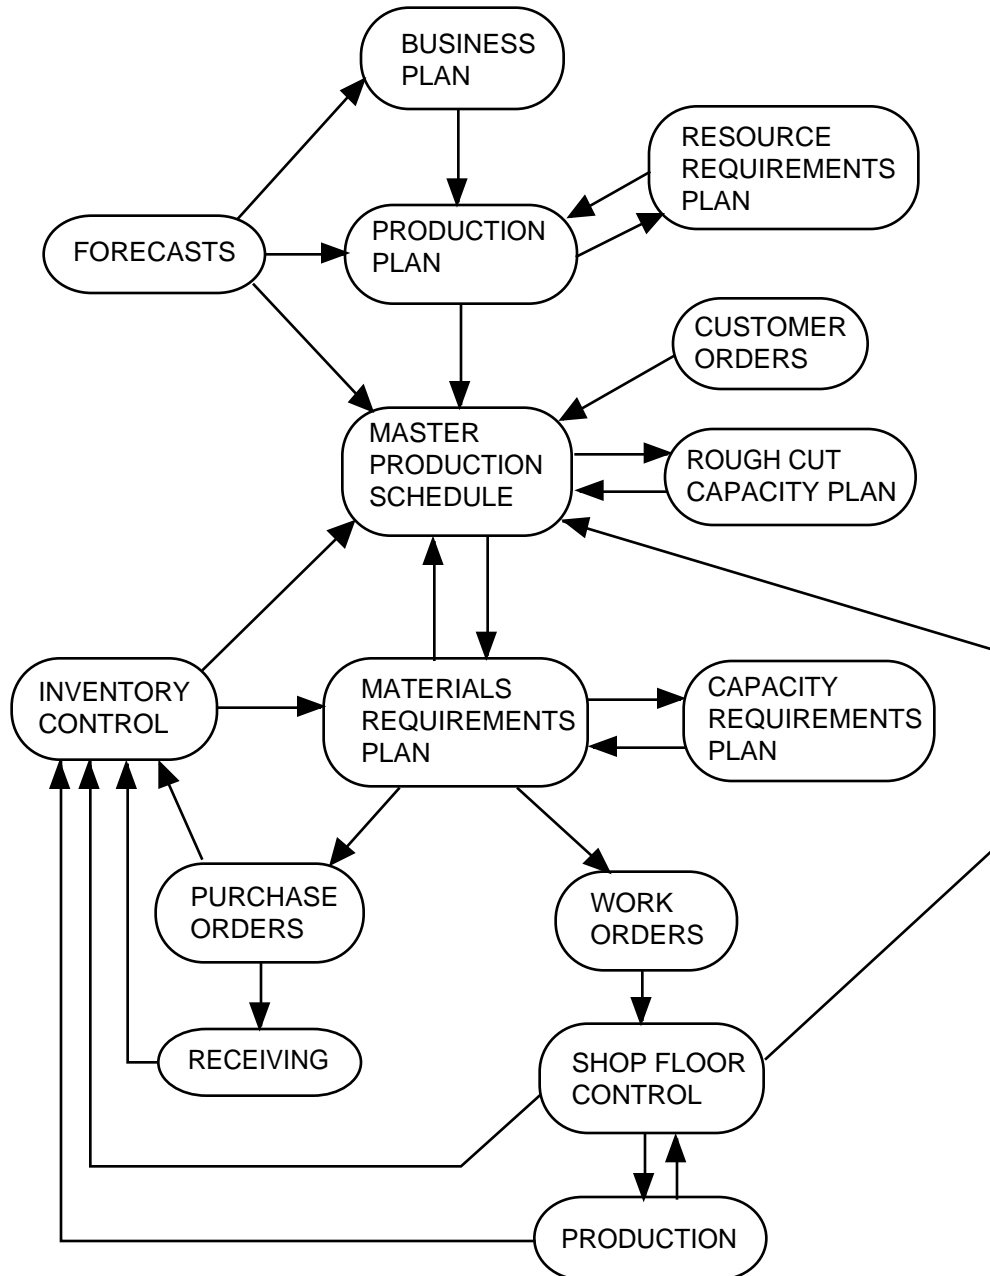 BUSINESS
PLAN
RESOURCE
REQUIREMENTS
PLAN
FORECASTS
PRODUCTION
PLAN
CUSTOMER
ORDERS
MASTER
PRODUCTION
SCHEDULE
ROUGH CUT
CAPACITY PLAN
INVENTORY
CONTROL
MATERIALS
REQUIREMENTS
PLAN
CAPACITY
REQUIREMENTS
PLAN
PURCHASE
ORDERS
WORK
ORDERS
RECEIVING
SHOP FLOOR
CONTROL
PRODUCTION